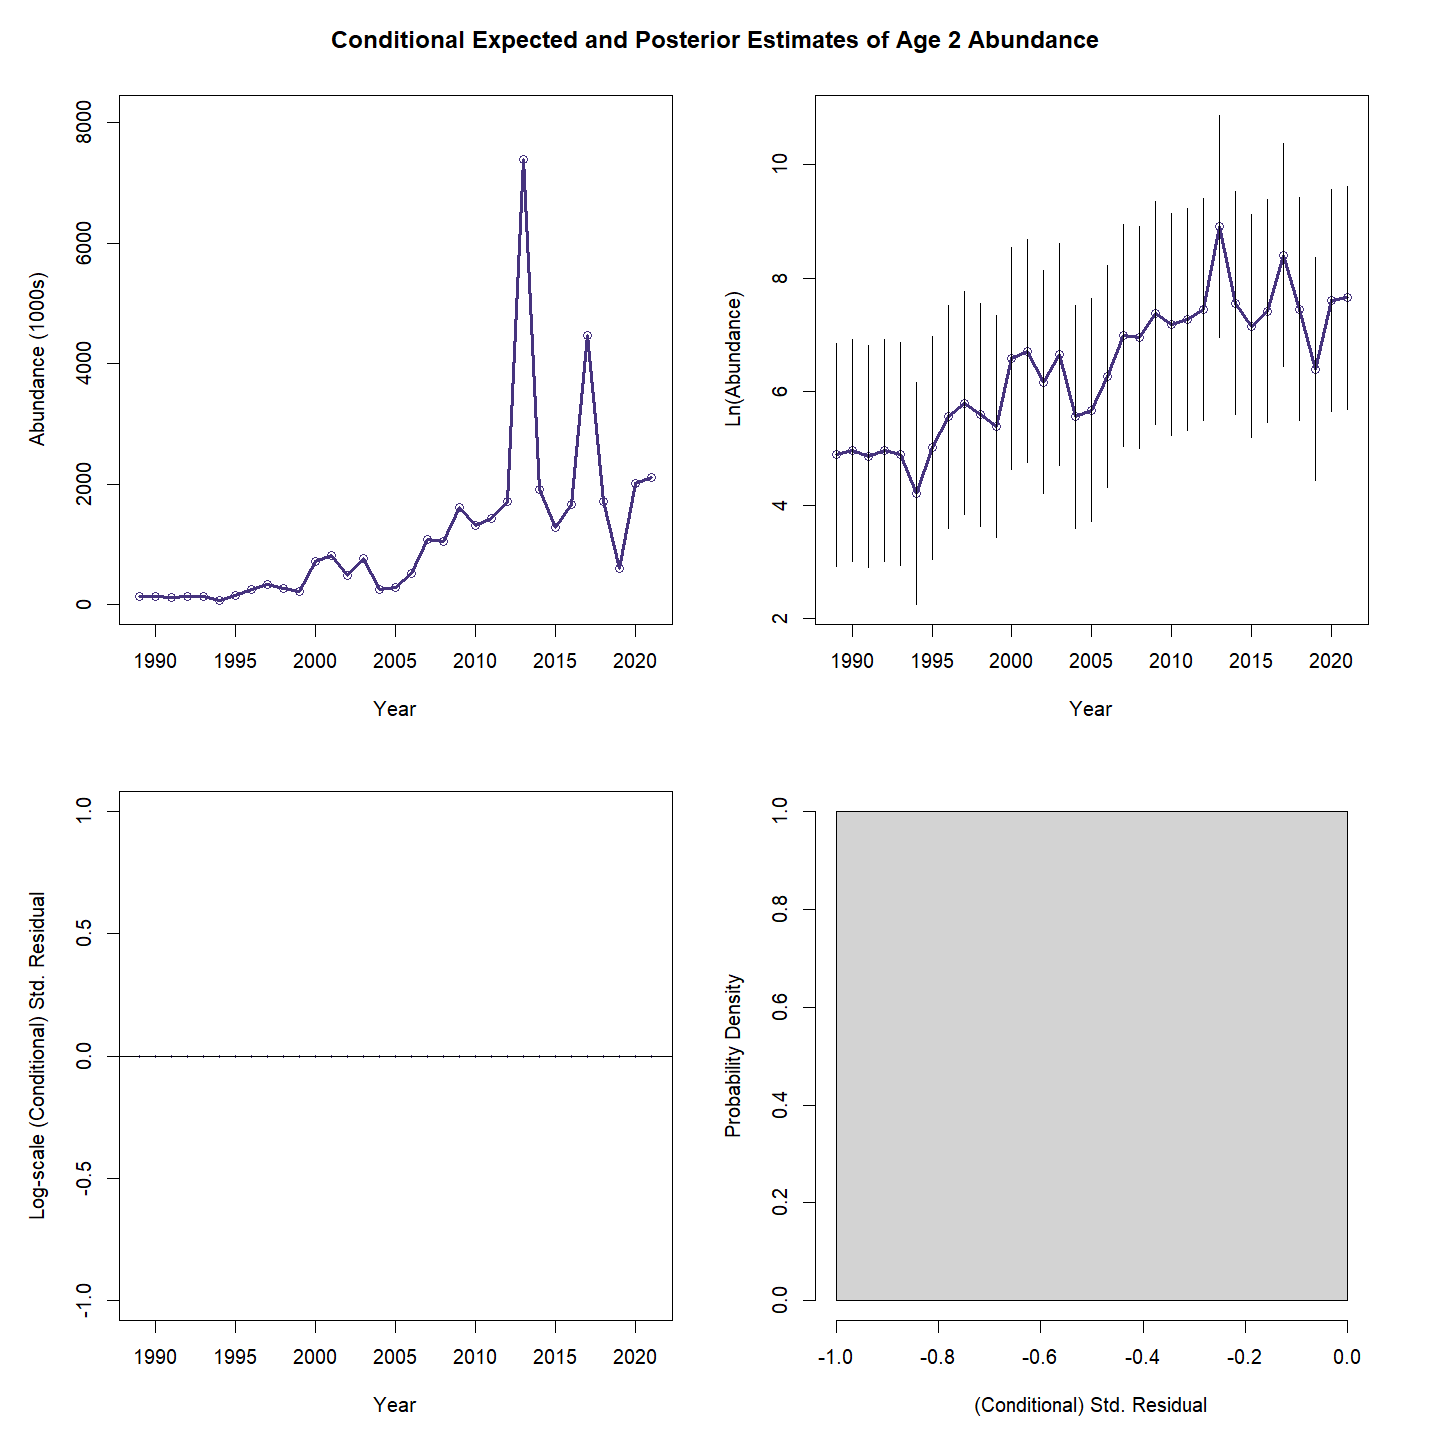 Conditional Expected and Posterior Estimates of Age 2 Abundance
Abundance (1000s)
8000
6000
4000
2000
0
1990 1995 2000 2005 2010 2015 2020
Year
Ln(Abundance)
10
8
6
4
2
1990 1995 2000 2005 2010 2015 2020
Year
Log-scale (Conditional) Std. Residual
1.0
0.5
0.0
-0.5
-1.0
1990 1995 2000 2005 2010 2015 2020
Year
Probability Density
1.0
0.8
0.6
0.4
0.2
0.0
-1.0 -0.8 -0.6 -0.4 -0.2 0.0
(Conditional) Std. Residual